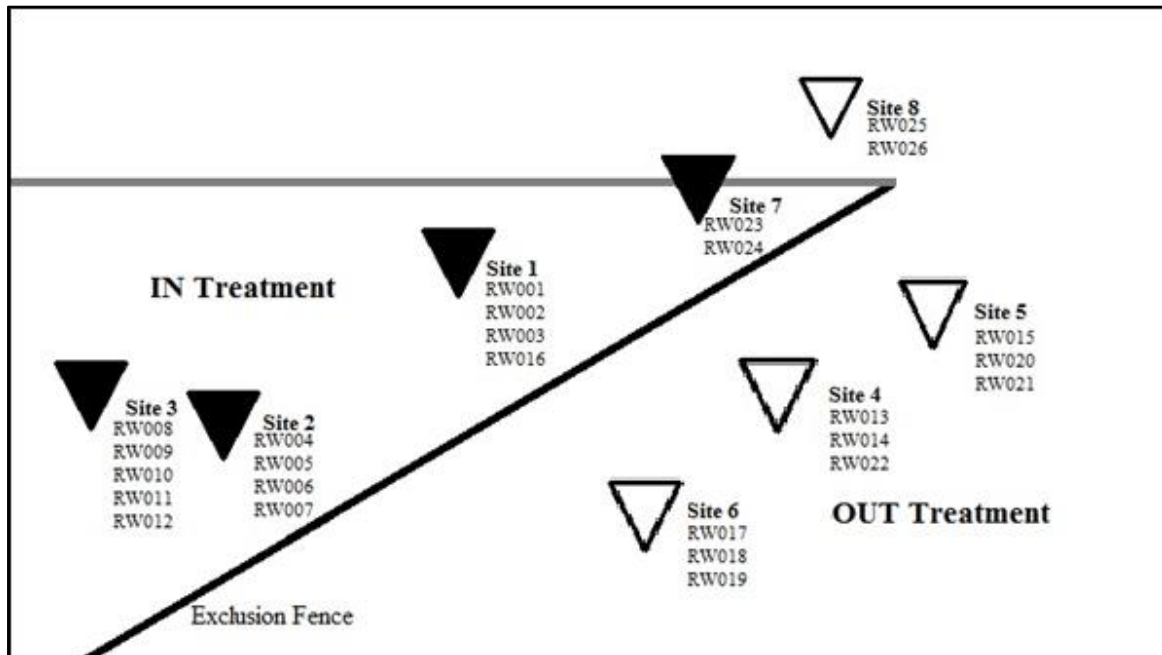 Site 8
RW025
RW026
Site 7
RW023
RW024
Site 1
RW001
RW002
RW003
RW016
IN Treatment
Site 5
RW015
RW020
RW021
Site 3
RW008
RW009
RW010
RW011
RW012
Site 2
RW004
RW005
RW006
RW007
Site 4
RW013
RW014
RW022
Site 6
RW017
RW018
RW019
OUT Treatment
Exclusion Fence